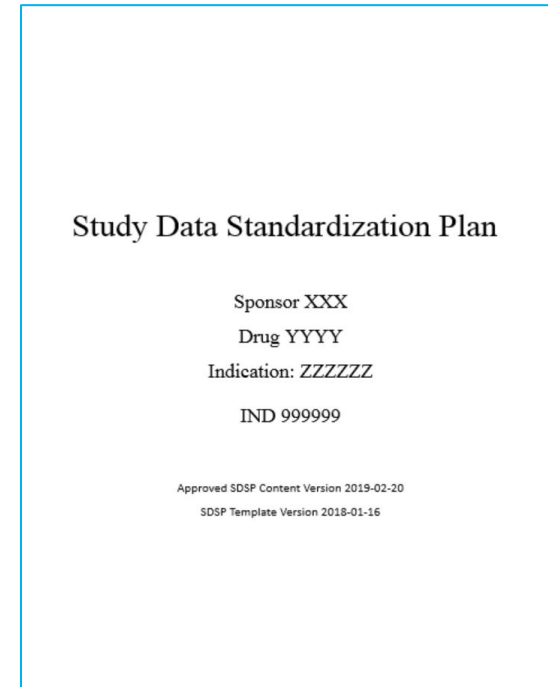 Study Data Standardization Plan
Sponsor XXX
Drug YYYY
Indication: ZZZZZZ
IND 999999
Approved SDSP Content Version 2019-02-20
SDSP Template Version 2018-01-16